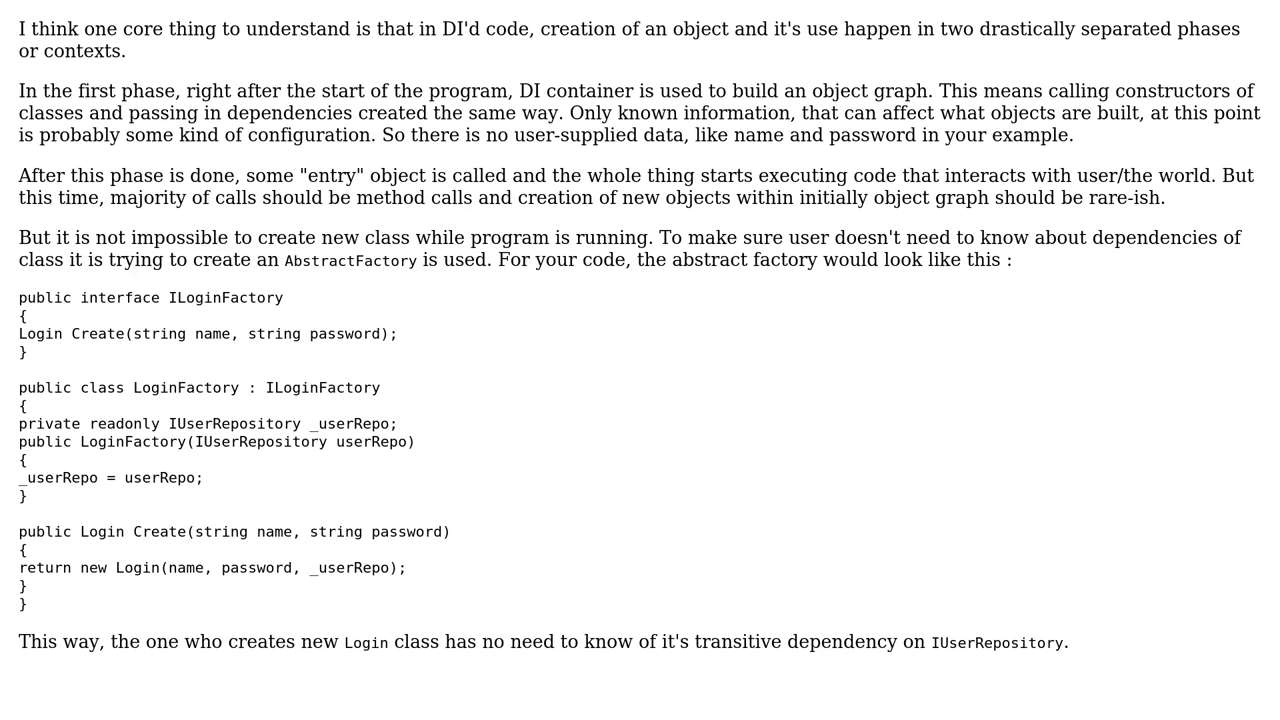 I think one core thing to understand is that in DI'd code, creation of an object and it's use happen in two drastically separated phases
or contexts.
In the first phase, right after the start of the program, DI container is used to build an object graph. This means calling constructors of
classes and passing in dependencies created the same way. Only known information, that can affect what objects are built, at this point
is probably some kind of configuration. So there is no user-supplied data, like name and password in your example.
After this phase is done, some "entry" object is called and the whole thing starts executing code that interacts with user/the world. But
this time, majority of calls should be method calls and creation of new objects within initially object graph should be rare-ish.
But it is not impossible to create new class while program is running. To make sure user doesn't need to know about dependencies of
class it is trying to create an AbstractFactory is used. For your code, the abstract factory would look like this :
public interface ILoginFactory
{
Login Create(string name, string password);
}
public class LoginFactory : ILoginFactory
{
private readonly IUserRepository _userRepo;
public LoginFactory(IUserRepository userRepo)
{
_userRepo = userRepo;
}
public Login Create(string name, string password)
{
return new Login(name, password, _userRepo);
}
}
This way, the one who creates new Login class has no need to know of it's transitive dependency on IUserRepository.